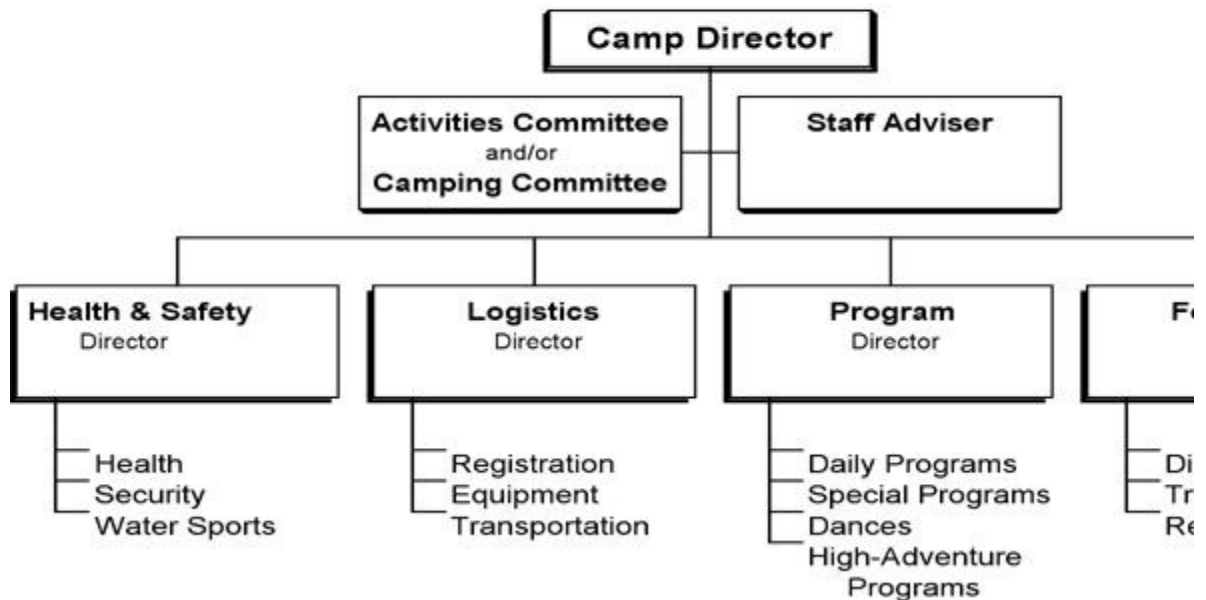 Camp Director
Activities Committee
and/or
Camping Committee
Staff Adviser
Health & Safety
Director
Logistics
Director
Program
Director
Health
Security
Water Sports
Registration
Equipment
Transportation
Daily Programs
Special Programs
Dances
High-Adventure
Programs